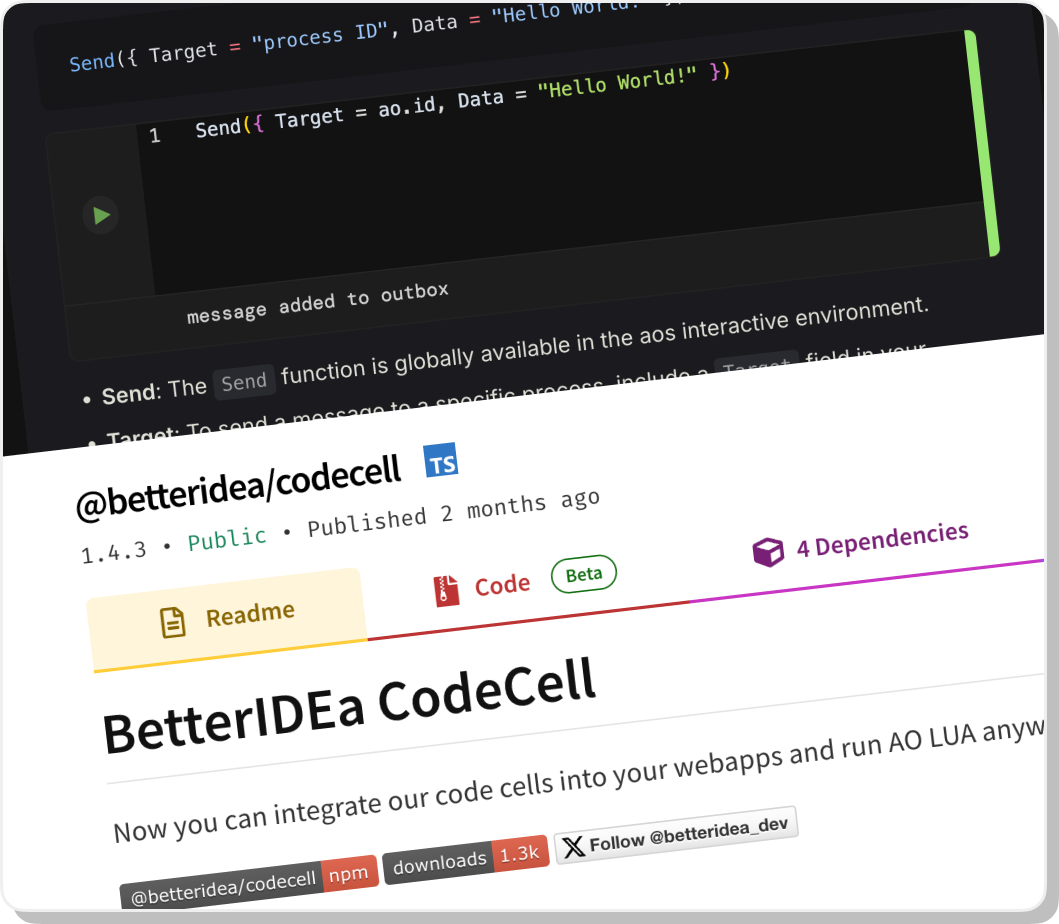 Send({ Target = "process ID", Data = "Hello World!"
1 Send({ Target = ao.id, Data = "Hello World!" })
message added to outbox
• Send: The Send function is globally available in the aos interactive environment.
• Target: To send a message to a specific process, include a Target field in your
@betteridea/codecell TS
1.4.3 • Public • Published 2 months ago
Readme Code Beta 4 Dependencies
BetterIDEa CodeCell
Now you can integrate our code cells into your webapps and run AO LUA anyw
@betteridea/codecell npm downloads 1.3k X Follow @betteridea_dev